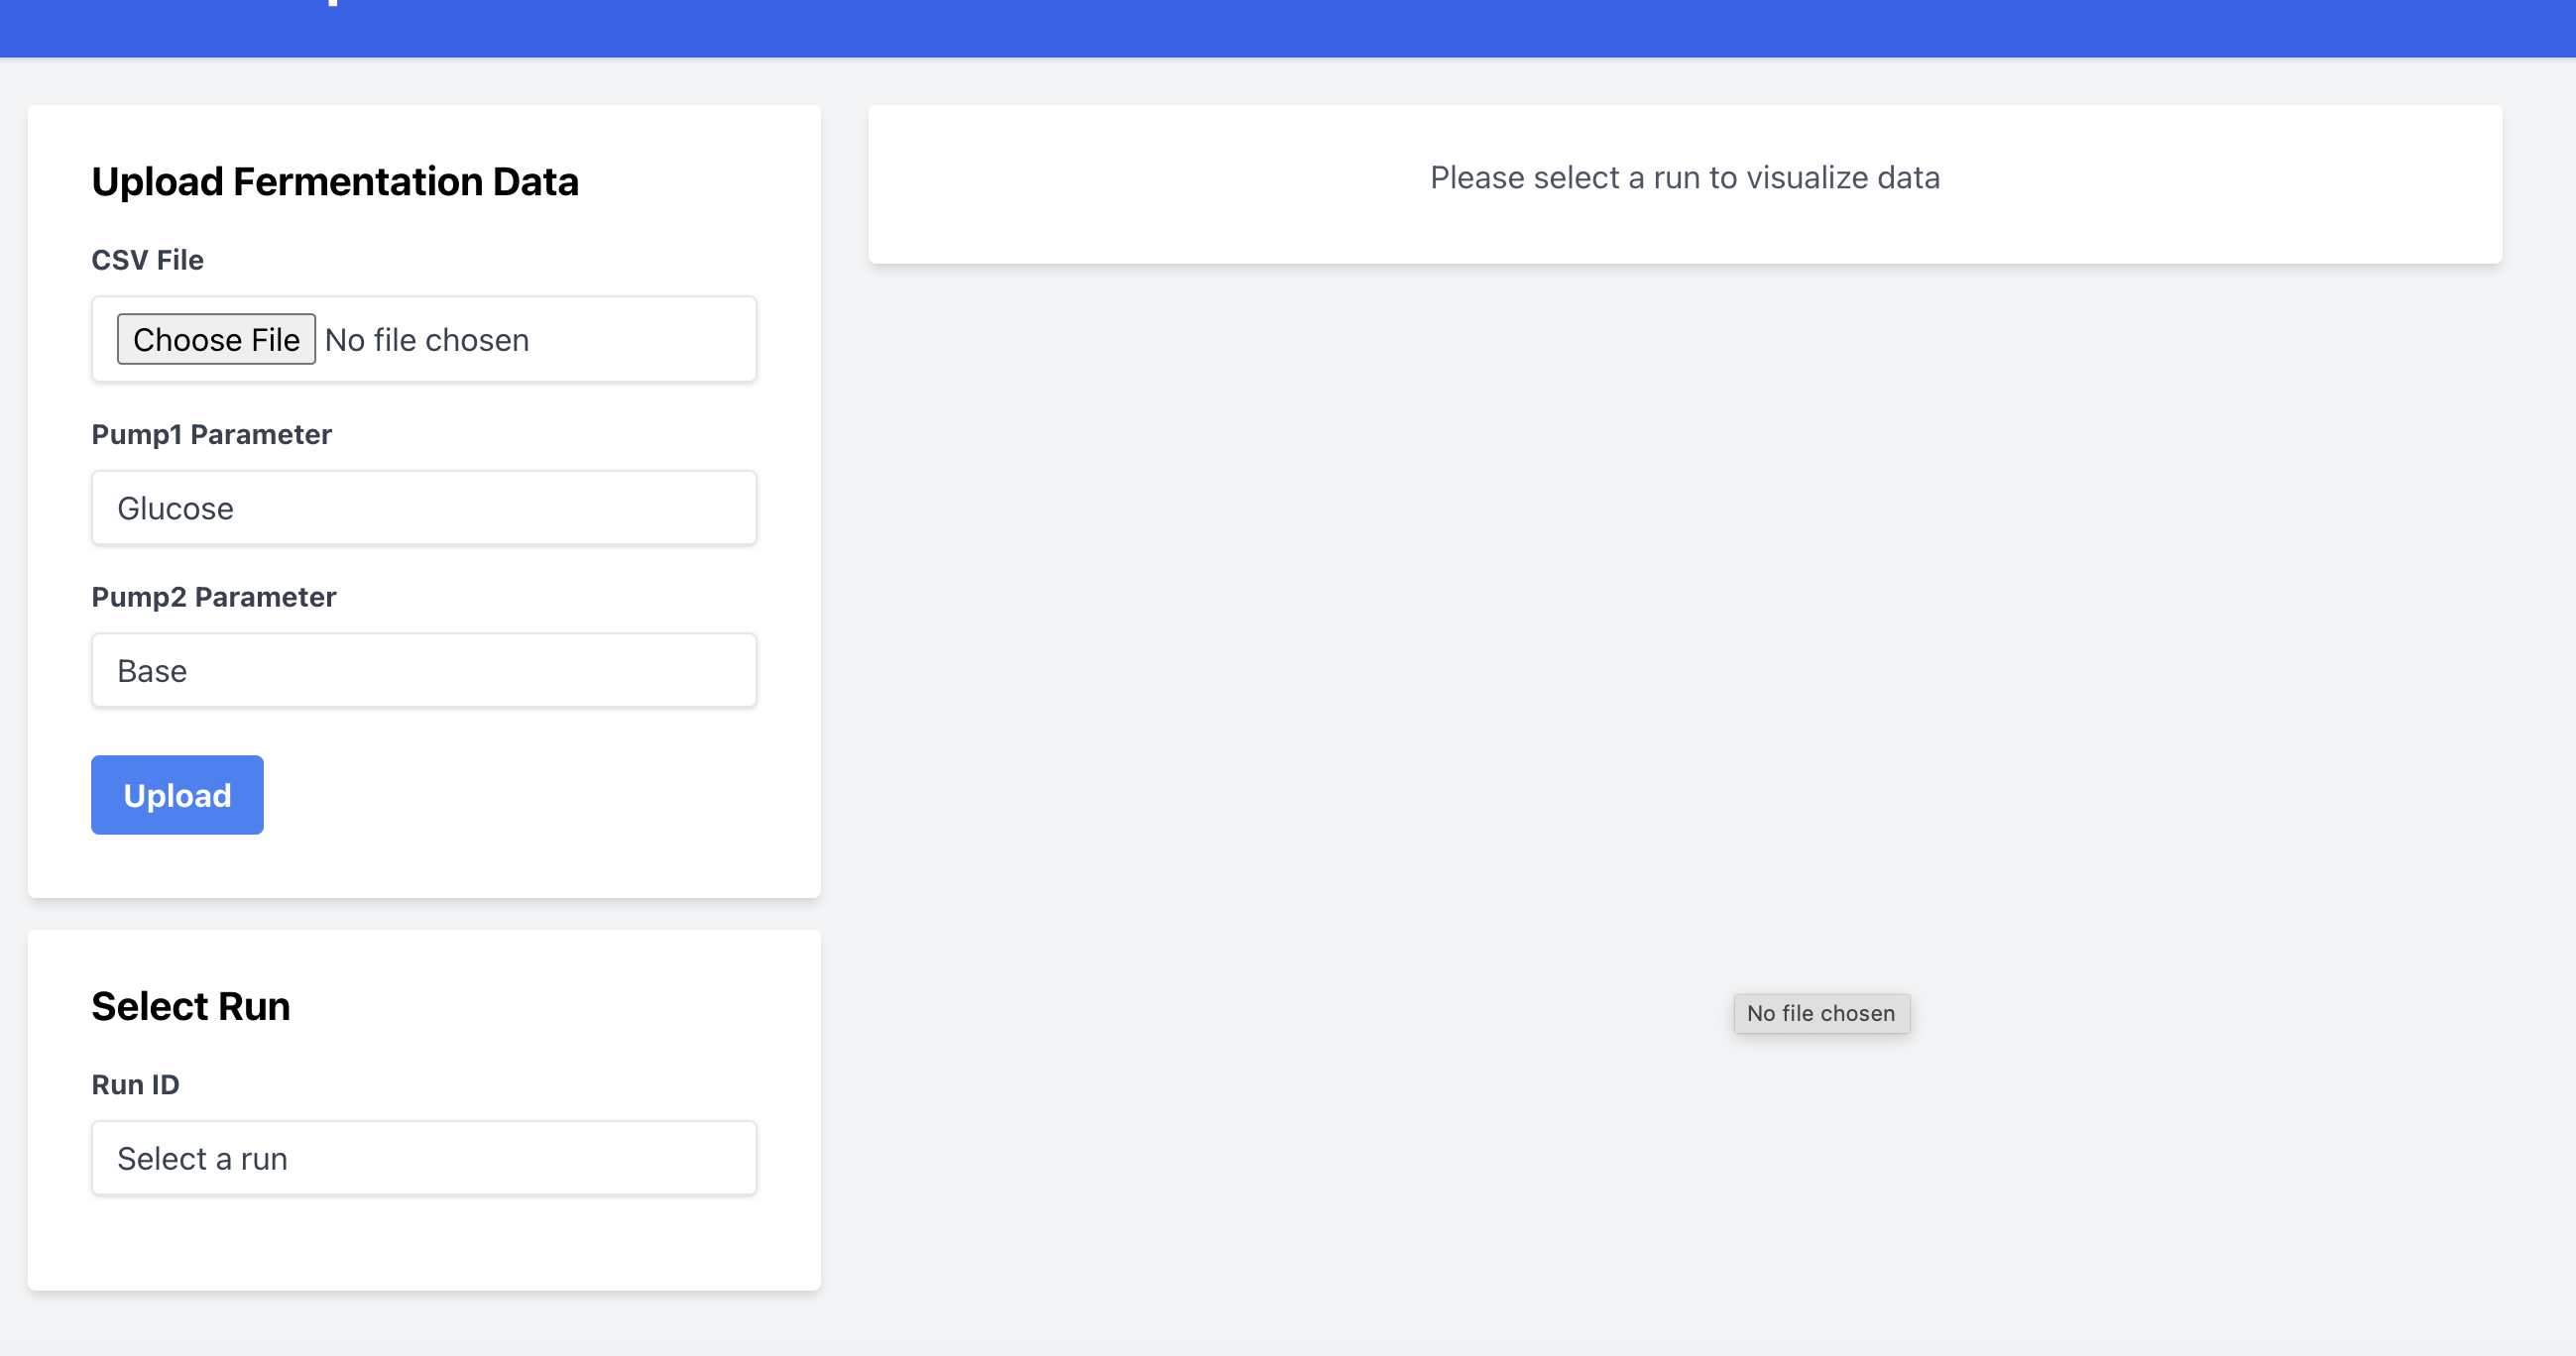 Upload Fermentation Data
CSV File
Choose File No file chosen
Pump1 Parameter
Glucose
Pump2 Parameter
Base
Upload
Select Run
Run ID
Select a run
Please select a run to visualize data
No file chosen